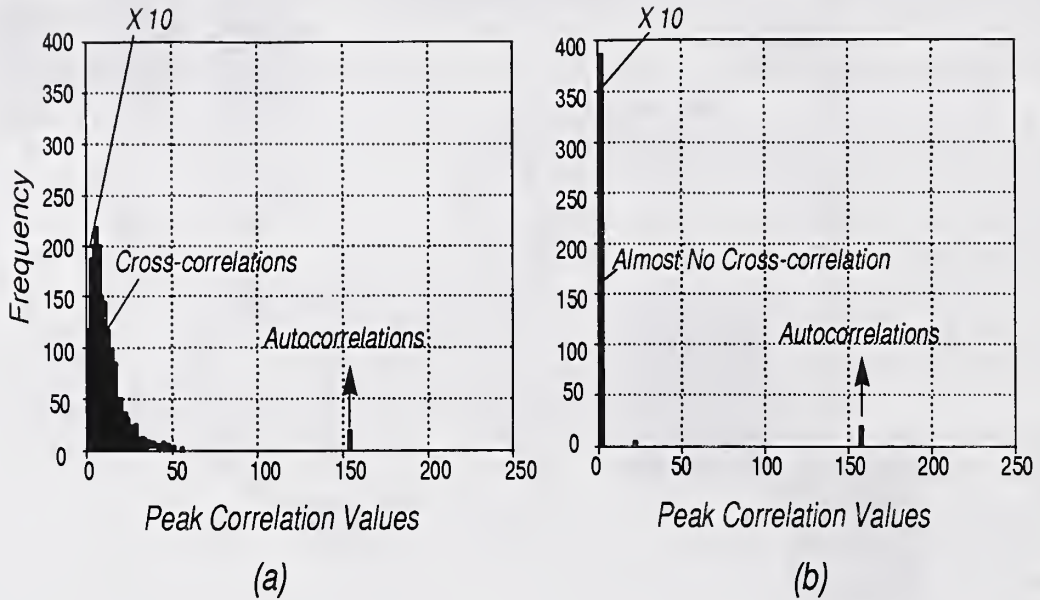 X 10
400
350
300
250
200
150
100
50
0
Frequency
Cross-correlations
Autocorrelations
0 50 100 150 200 250
Peak Correlation Values
(a)
X 10
400
350
300
250
200
150
100
50
0
Almost No Cross-correlation
Autocorrelations
0 50 100 150 200 250
Peak Correlation Values
(b)